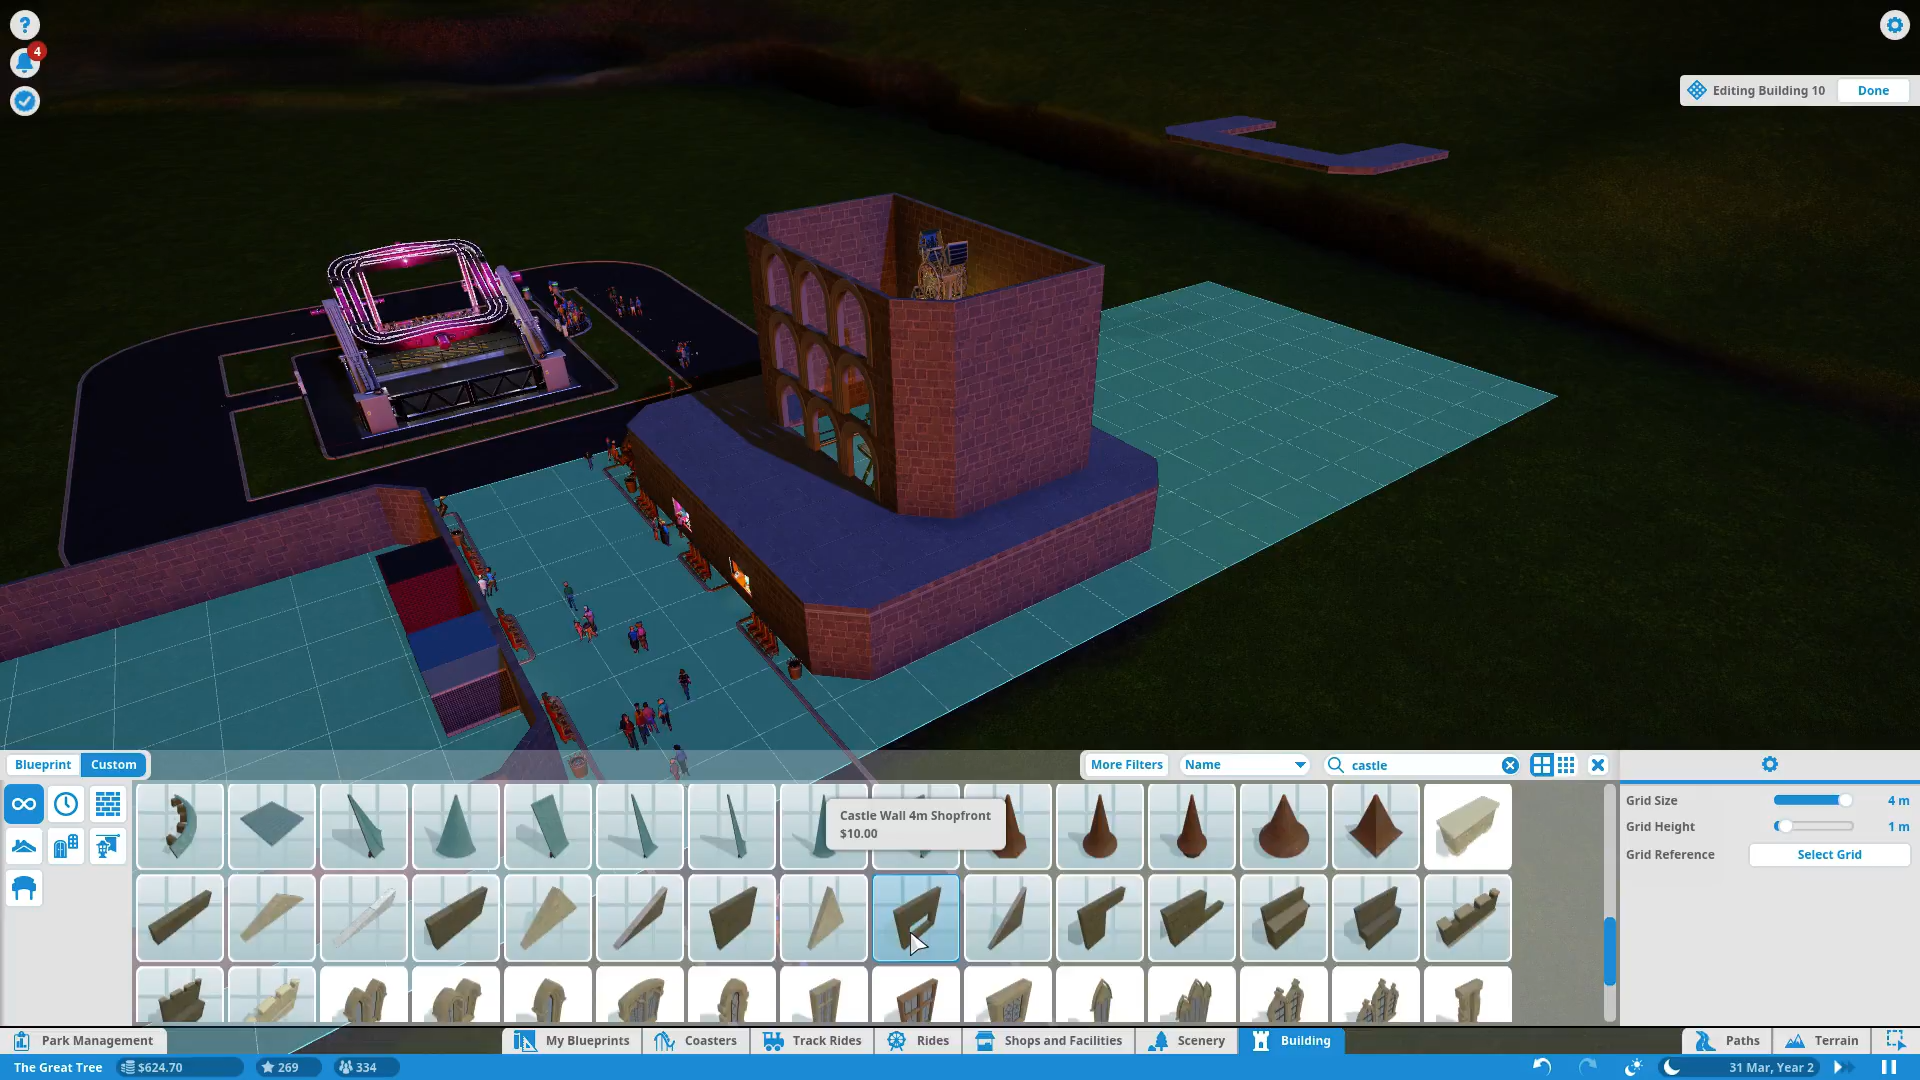 ?
4
Editing Building 10
Done
Blueprint
Custom
More Filters
Name
castle
Castle Wall 4m Shopfront
$10.00
Grid Size
4 m
Grid Height
1 m
Grid Reference
Select Grid
Park Management
My Blueprints
Coasters
Track Rides
Rides
Shops and Facilities
Scenery
Building
Paths
Terrain
The Great Tree
$624.70
269
334
31 Mar, Year 2